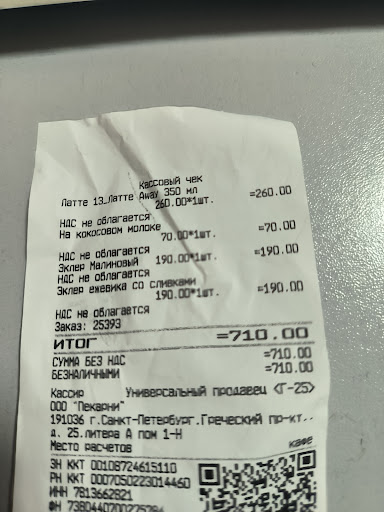 Кассовый чек
Латте 13_Латте Away 350 мл
260.00*1шт. =260.00
НДС не облагается
На кокосовом молоке
70.00*1шт. =70.00
НДС не облагается
Эклер Малиновый 190.00*1шт. =190.00
НДС не облагается
Эклер ежевика со сливками
190.00*1шт. =190.00
НДС не облагается
Заказ: 25393
ИТОГ =710.00
СУММА БЕЗ НДС =710.00
БЕЗНАЛИЧНЫМИ =710.00
Кассир Универсальный продавец <Г-25>
ООО "Пекарни"
191036 г.Санкт-Петербург.Греческий пр-кт..
д. 25.литера А пом 1-Н
Место расчетов кафе
ЗН ККТ 00108724615110
РН ККТ 0007050223014460
ИНН 7813662821
ФН